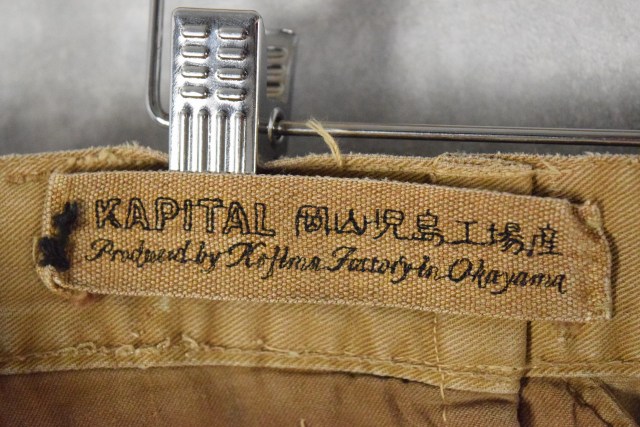 KAPITAL 岡山児島工場産
Produced by Kojima Factory in Okayama